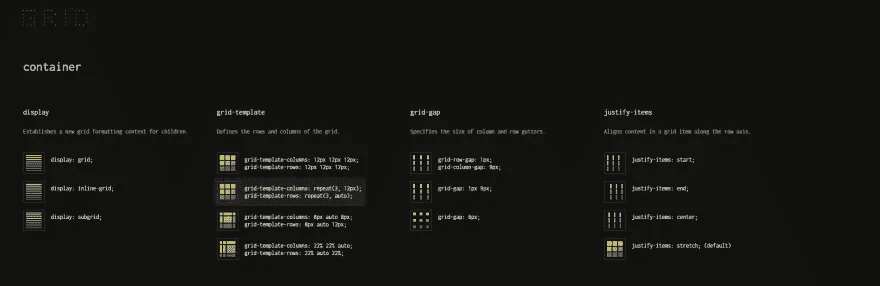 GRID
container
display
Establishes a new grid formatting context for children.
display: grid;
display: inline-grid;
display: subgrid;
grid-template
Defines the rows and columns of the grid.
grid-template-columns: 12px 12px 12px;
grid-template-rows: 12px 12px 12px;
grid-template-columns: repeat(3, 12px);
grid-template-rows: repeat(3, auto);
grid-template-columns: 8px auto 8px;
grid-template-rows: 8px auto 12px;
grid-template-columns: 22% 22% auto;
grid-template-rows: 22% auto 22%;
grid-gap
Specifies the size of column and row gutters.
grid-row-gap: 1px;
grid-column-gap: 9px;
grid-gap: 1px 9px;
grid-gap: 6px;
justify-items
Aligns content in a grid item along the row axis.
justify-items: start;
justify-items: end;
justify-items: center;
justify-items: stretch; (default)